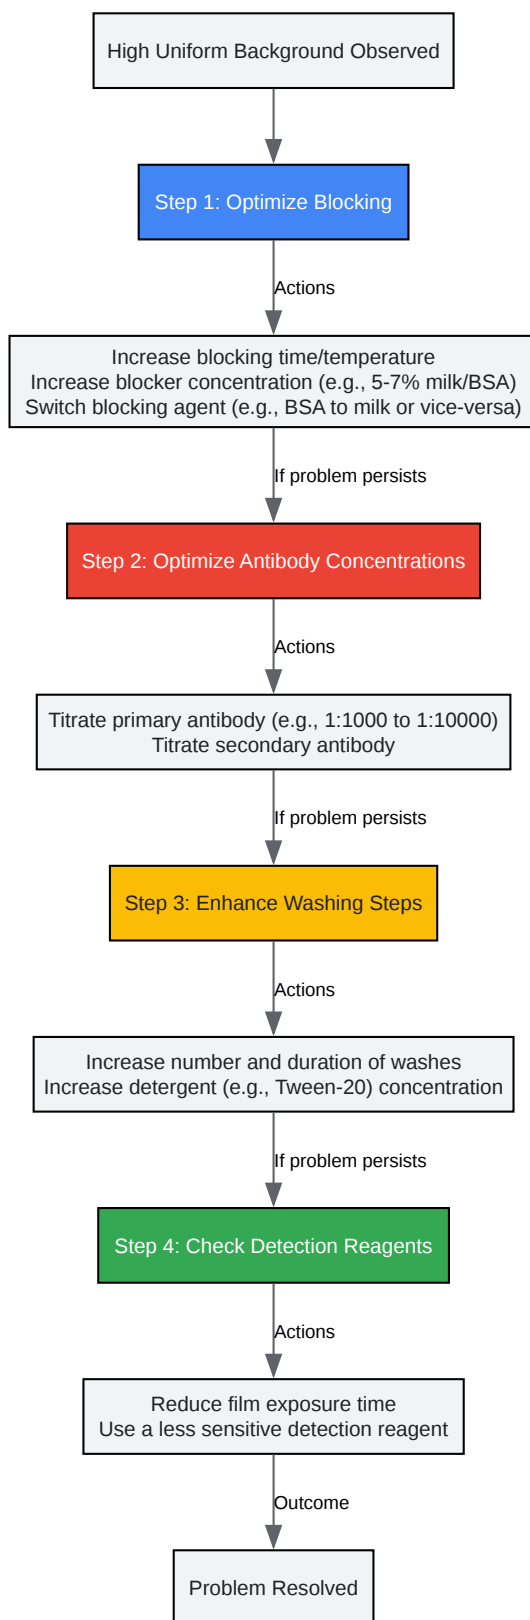 High Uniform Background Observed
Step 1: Optimize Blocking
Actions
Increase blocking time/temperature
Increase blocker concentration (e.g., 5-7% milk/BSA)
Switch blocking agent (e.g., BSA to milk or vice-versa)
If problem persists
Step 2: Optimize Antibody Concentrations
Actions
Titrate primary antibody (e.g., 1:1000 to 1:10000)
Titrate secondary antibody
If problem persists
Step 3: Enhance Washing Steps
Actions
Increase number and duration of washes
Increase detergent (e.g., Tween-20) concentration
If problem persists
Step 4: Check Detection Reagents
Actions
Reduce film exposure time
Use a less sensitive detection reagent
Outcome
Problem Resolved